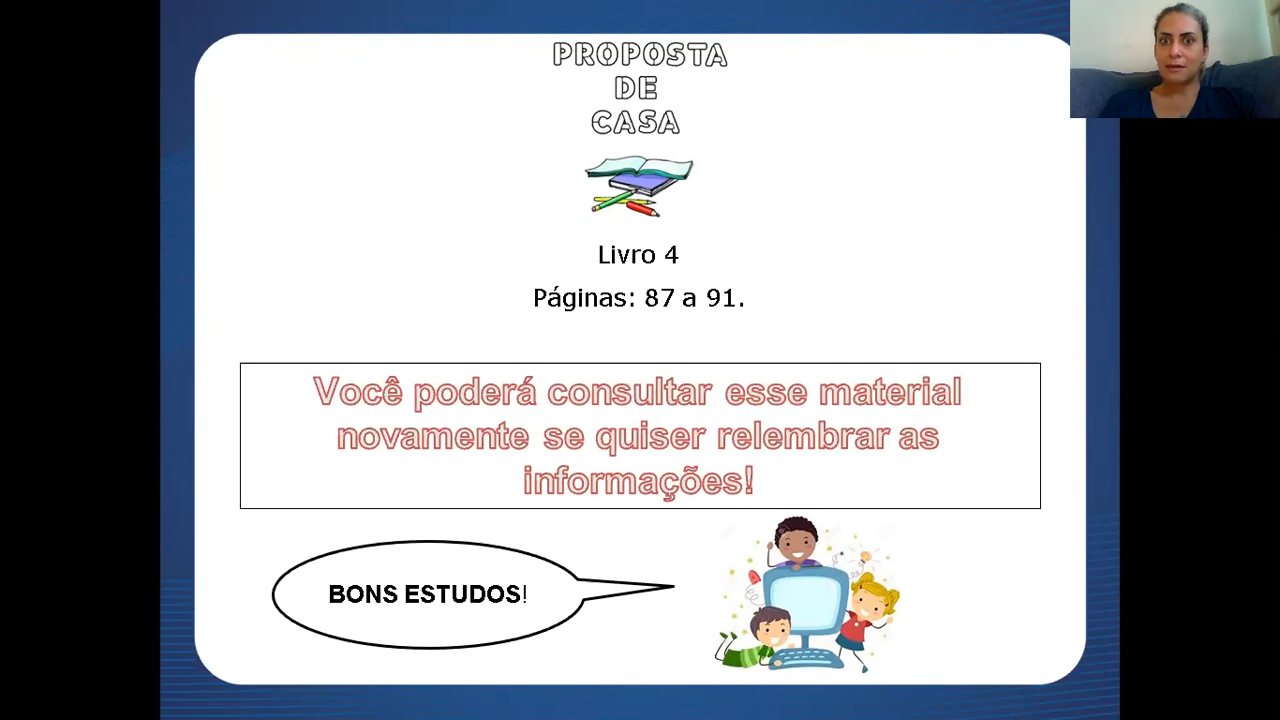 PROPOSTA
DE
CASA
Livro 4
Páginas: 87 a 91.
Você poderá consultar esse material
novamente se quiser relembrar as
informações!
BONS ESTUDOS!